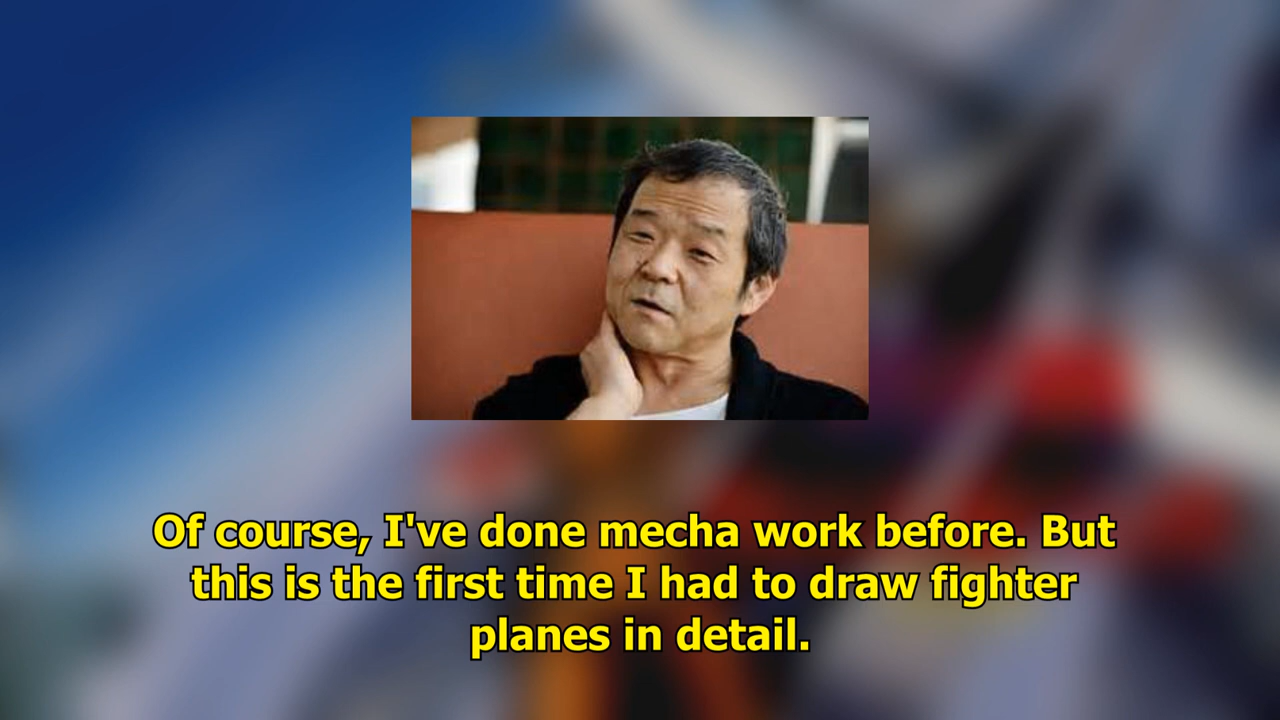 Of course, I've done mecha work before. But
this is the first time I had to draw fighter
planes in detail.